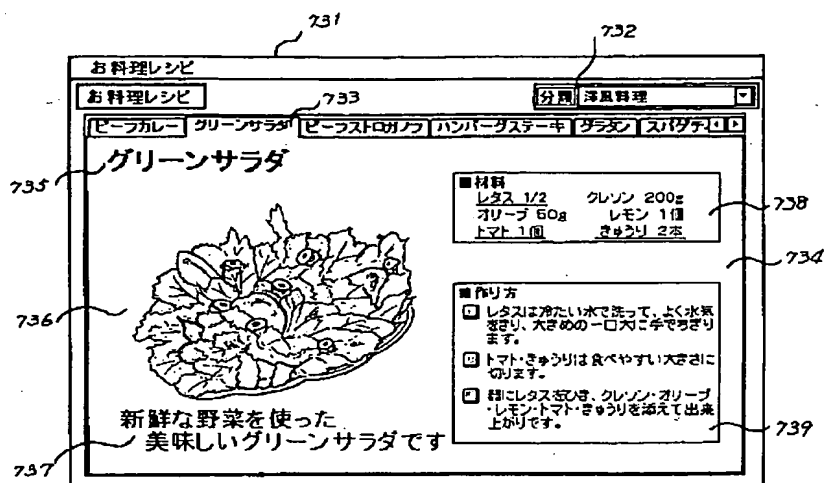 731
732
お料理レシピ
お料理レシピ 分類 洋風料理
733
ビーフカレー グリーンサラダ ビーフストロガノフ ハンバーグステーキ グラタン スパゲティ
735 グリーンサラダ
■材料
レタス 1/2 クレソン 200g
738
オリーブ 50g レモン 1個
トマト 1個 きゅうり 2本
734
736
■作り方
レタスは冷たい水で洗って、よく水気
をきり、大きめの一口大に手でちぎり
ます。
トマト・きゅうりは食べやすい大きさに
切ります。
器にレタスをひき、クレソン・オリーブ
・レモン・トマト・きゅうりを添えて出来
上がりです。
739
新鮮な野菜を使った
美味しいグリーンサラダです
737